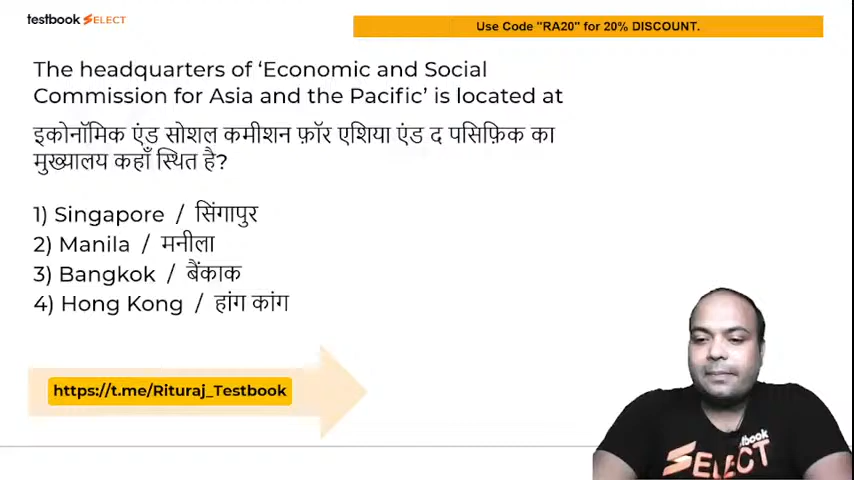 testbook SELECT
Use Code "RA20" for 20% DISCOUNT.
The headquarters of ‘Economic and Social
Commission for Asia and the Pacific’ is located at
इकोनॉमिक एंड सोशल कमीशन फ़ॉर एशिया एंड द पसिफ़िक का
मुख्यालय कहाँ स्थित है?
1) Singapore / सिंगापुर
2) Manila / मनीला
3) Bangkok / बैंकाक
4) Hong Kong / हांग कांग
https://t.me/Rituraj_Testbook
tbook
SELECT